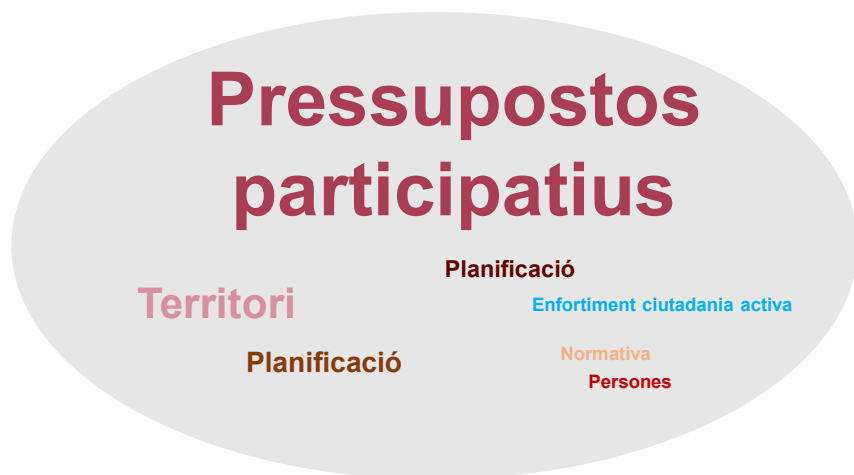 Pressupostos
participatius
Planificació
Territori
Enfortiment ciutadania activa
Planificació
Normativa
Persones